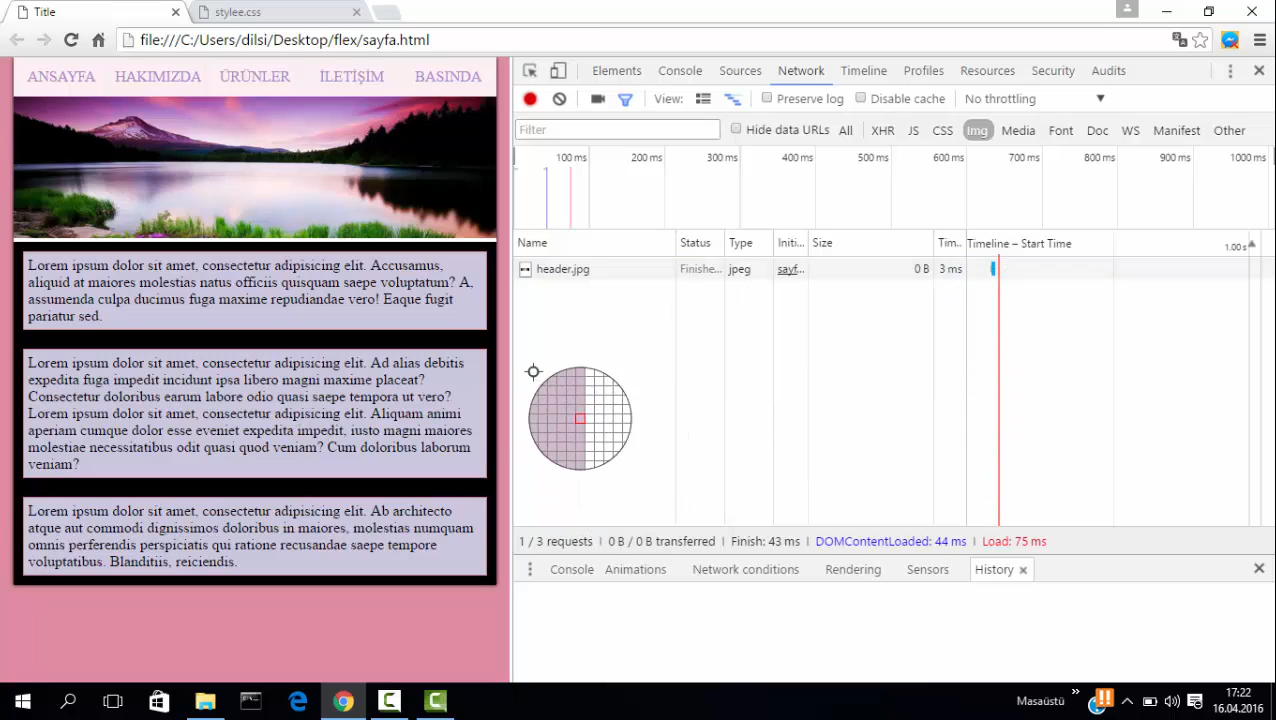 Title
stylee.css
file:///C:/Users/dilsi/Desktop/flex/sayfa.html
ANSAYFA HAKIMIZDA ÜRÜNLER İLETİŞİM BASINDA
Lorem ipsum dolor sit amet, consectetur adipisicing elit. Accusamus,
aliquid at maiores molestias natus officiis quisquam saepe voluptatum? A,
assumenda culpa ducimus fuga maxime repudiandae vero! Eaque fugit
pariatur sed.
Lorem ipsum dolor sit amet, consectetur adipisicing elit. Ad alias debitis
expedita fuga impedit incidunt ipsa libero magni maxime placeat?
Consectetur doloribus earum labore odio quasi saepe tempora ut vero?
Lorem ipsum dolor sit amet, consectetur adipisicing elit. Aliquam animi
aperiam cumque dolor esse eveniet expedita impedit, iusto magni maiores
molestiae necessitatibus odit quasi quod veniam? Cum doloribus laborum
veniam?
Lorem ipsum dolor sit amet, consectetur adipisicing elit. Ab architecto
atque aut commodi dignissimos doloribus in maiores, molestias numquam
omnis perferendis perspiciatis qui ratione recusandae saepe tempore
voluptatibus. Blanditiis, reiciendis.
Elements Console Sources Network Timeline Profiles Resources Security Audits
View: Preserve log Disable cache No throttling
Filter Hide data URLs All XHR JS CSS Img Media Font Doc WS Manifest Other
100 ms 200 ms 300 ms 400 ms 500 ms 600 ms 700 ms 800 ms 900 ms 1000 ms
Name Status Type Initi... Size Tim.. Timeline – Start Time 1.00 s
header.jpg Finishe... jpeg sayf... 0 B 3 ms
1 / 3 requests | 0 B / 0 B transferred | Finish: 43 ms | DOMContentLoaded: 44 ms | Load: 75 ms
Console Animations Network conditions Rendering Sensors History
Masaüstü
17:22
16.04.2016